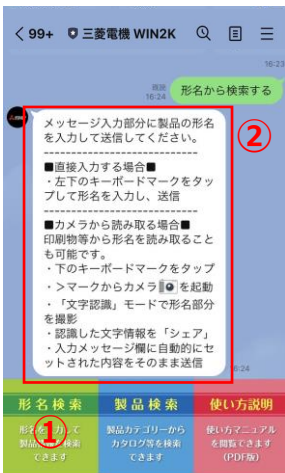 99+ 三菱電機 WIN2K
16:23
既読
16:24
形名から検索する
メッセージ入力部分に製品の形名
を入力して送信してください。
------------------------------
■直接入力する場合■
・左下のキーボードマークをタッ
プして形名を入力し、送信
------------------------------
■カメラから読み取る場合■
印刷物等から形名を読み取ること
も可能です。
・下のキーボードマークをタップ
・>マークからカメラを起動
・「文字認識」モードで形名部分
を撮影
・認識した文字情報を「シェア」
・入力メッセージ欄に自動的にセ
ットされた内容をそのまま送信
②
6:24
形名検索
①
できます
製品検索
製品カテゴリーから
カタログ等を検索
できます
使い方説明
使い方マニュアル
を閲覧できます
(PDF版)